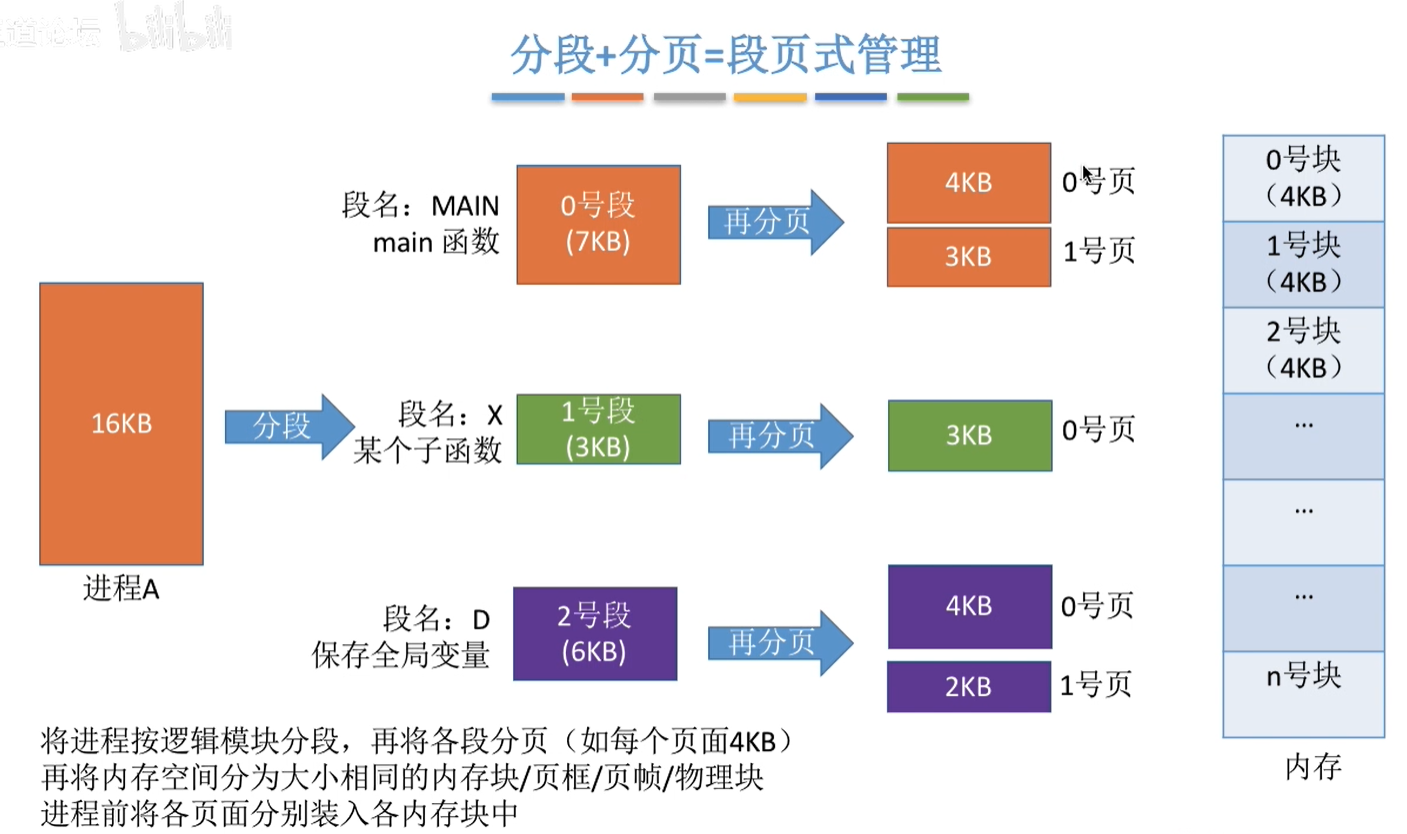 道论坛 bilibili
分段+分页=段页式管理
段名：MAIN
main 函数
0号段
(7KB)
再分页
4KB
0号页
3KB
1号页
16KB
进程A
分段
段名：X
某个子函数
1号段
(3KB)
再分页
3KB
0号页
段名：D
保存全局变量
2号段
(6KB)
再分页
4KB
0号页
2KB
1号页
0号块
（4KB）
1号块
（4KB）
2号块
（4KB）
...
...
...
n号块
内存
将进程按逻辑模块分段，再将各段分页（如每个页面4KB）
再将内存空间分为大小相同的内存块/页框/页帧/物理块
进程前将各页面分别装入各内存块中